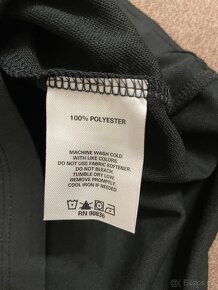 100% POLYESTER
MACHINE WASH COLD
WITH LIKE COLORS.
DO NOT USE FABRIC SOFTENER.
DO NOT BLEACH.
TUMBLE DRY LOW.
REMOVE PROMPTLY.
COOL IRON IF NEEDED.
RN 90836